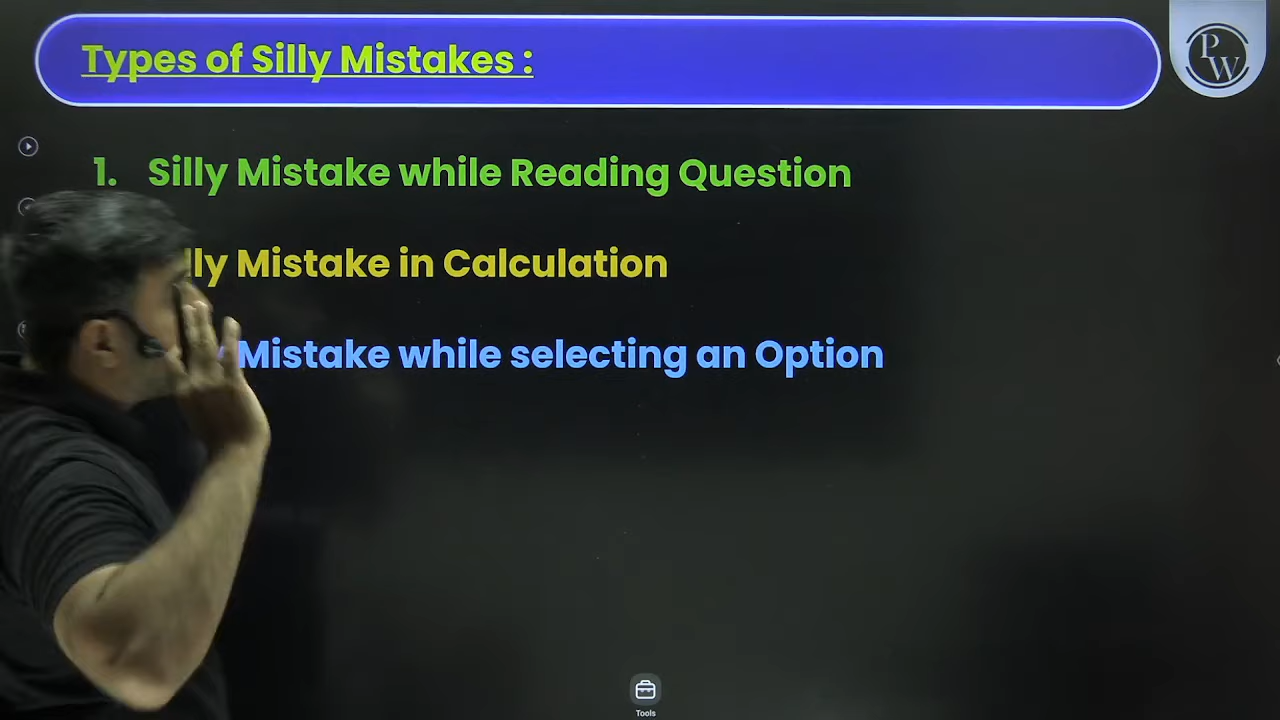 Types of Silly Mistakes :
P
W
1. Silly Mistake while Reading Question
Mistake in Calculation
Mistake while selecting an Option
Tools